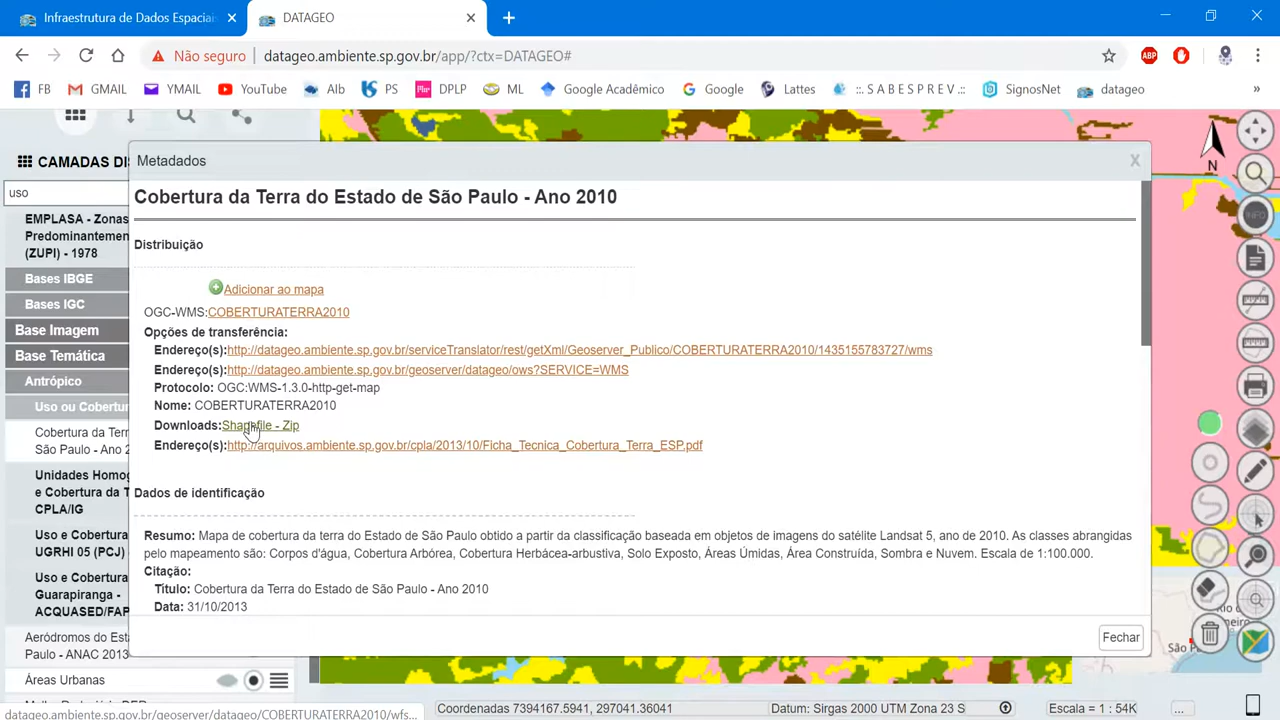 Infraestrutura de Dados Espaciai
DATAGEO
Não seguro
datageo.ambiente.sp.gov.br/app/?ctx=DATAGEO#
ABP
FB
GMAIL
YMAIL
YouTube
Alb
PS
DPLP
ML
Google Acadêmico
Google
Lattes
.:. S A B E S P R E V .:.
SignosNet
datageo
»
CAMADAS DI
uso
EMPLASA - Zonas
Predominantemen
(ZUPI) - 1978
Bases IBGE
Bases IGC
Base Imagem
Base Temática
Antrópico
Uso ou Cobertur
Cobertura da Terr
São Paulo - Ano 2
Unidades Homog
e Cobertura da T
CPLA/IG
Uso e Cobertura
UGRHI 05 (PCJ)
Uso e Cobertura
Guarapiranga -
ACQUASED/FAP
Aeródromos do Est
Paulo - ANAC 2013
Áreas Urbanas
Metadados
X
Cobertura da Terra do Estado de São Paulo - Ano 2010
Distribuição
Adicionar ao mapa
OGC-WMS:COBERTURATERRA2010
Opções de transferência:
Endereço(s):http://datageo.ambiente.sp.gov.br/serviceTranslator/rest/getXml/Geoserver_Publico/COBERTURATERRA2010/1435155783727/wms
Endereço(s):http://datageo.ambiente.sp.gov.br/geoserver/datageo/ows?SERVICE=WMS
Protocolo: OGC:WMS-1.3.0-http-get-map
Nome: COBERTURATERRA2010
Downloads:Shapefile - Zip
Endereço(s):http://arquivos.ambiente.sp.gov.br/cpla/2013/10/Ficha_Tecnica_Cobertura_Terra_ESP.pdf
Dados de identificação
Resumo: Mapa de cobertura da terra do Estado de São Paulo obtido a partir da classificação baseada em objetos de imagens do satélite Landsat 5, ano de 2010. As classes abrangidas
pelo mapeamento são: Corpos d'água, Cobertura Arbórea, Cobertura Herbácea-arbustiva, Solo Exposto, Áreas Úmidas, Área Construída, Sombra e Nuvem. Escala de 1:100.000.
Citação:
Título: Cobertura da Terra do Estado de São Paulo - Ano 2010
Data: 31/10/2013
Fechar
N
INFO
São P
datageo.ambiente.sp.gov.br/geoserver/datageo/COBERTURATERRA2010/wfs...
Coordenadas 7394167.5941, 297041.36041
Datum: Sirgas 2000 UTM Zona 23 S
Escala = 1 : 54K
...